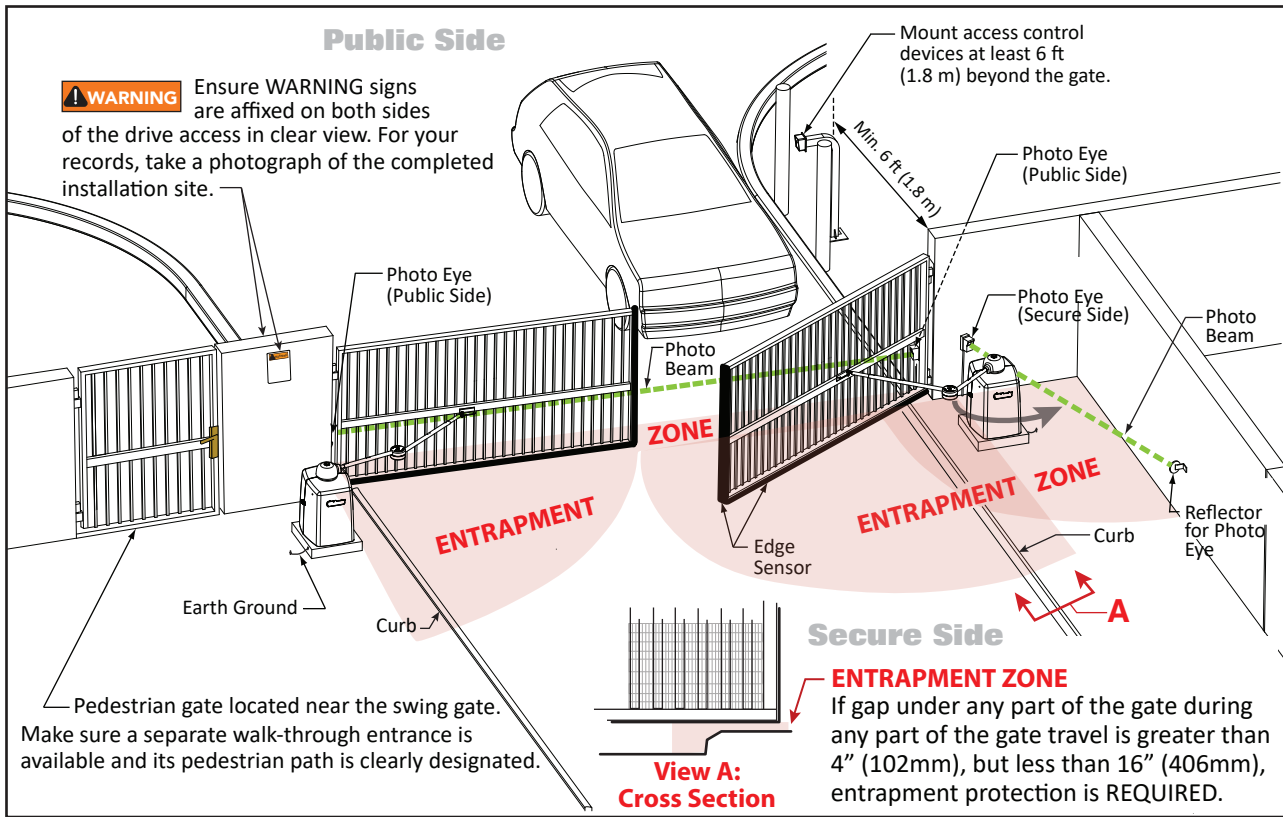 Public Side
WARNING Ensure WARNING signs
are affixed on both sides
of the drive access in clear view. For your
records, take a photograph of the completed
installation site.
Mount access control
devices at least 6 ft
(1.8 m) beyond the gate.
Min. 6 ft (1.8 m)
Photo Eye
(Public Side)
Photo Eye
(Public Side)
Photo Eye
(Secure Side)
Photo
Beam
Photo
Beam
ZONE
ENTRAPMENT
ENTRAPMENT ZONE
Edge
Sensor
Curb
Reflector
for Photo
Eye
Earth Ground
Curb
A
Secure Side
Pedestrian gate located near the swing gate.
Make sure a separate walk-through entrance is
available and its pedestrian path is clearly designated.
View A:
Cross Section
ENTRAPMENT ZONE
If gap under any part of the gate during
any part of the gate travel is greater than
4” (102mm), but less than 16” (406mm),
entrapment protection is REQUIRED.